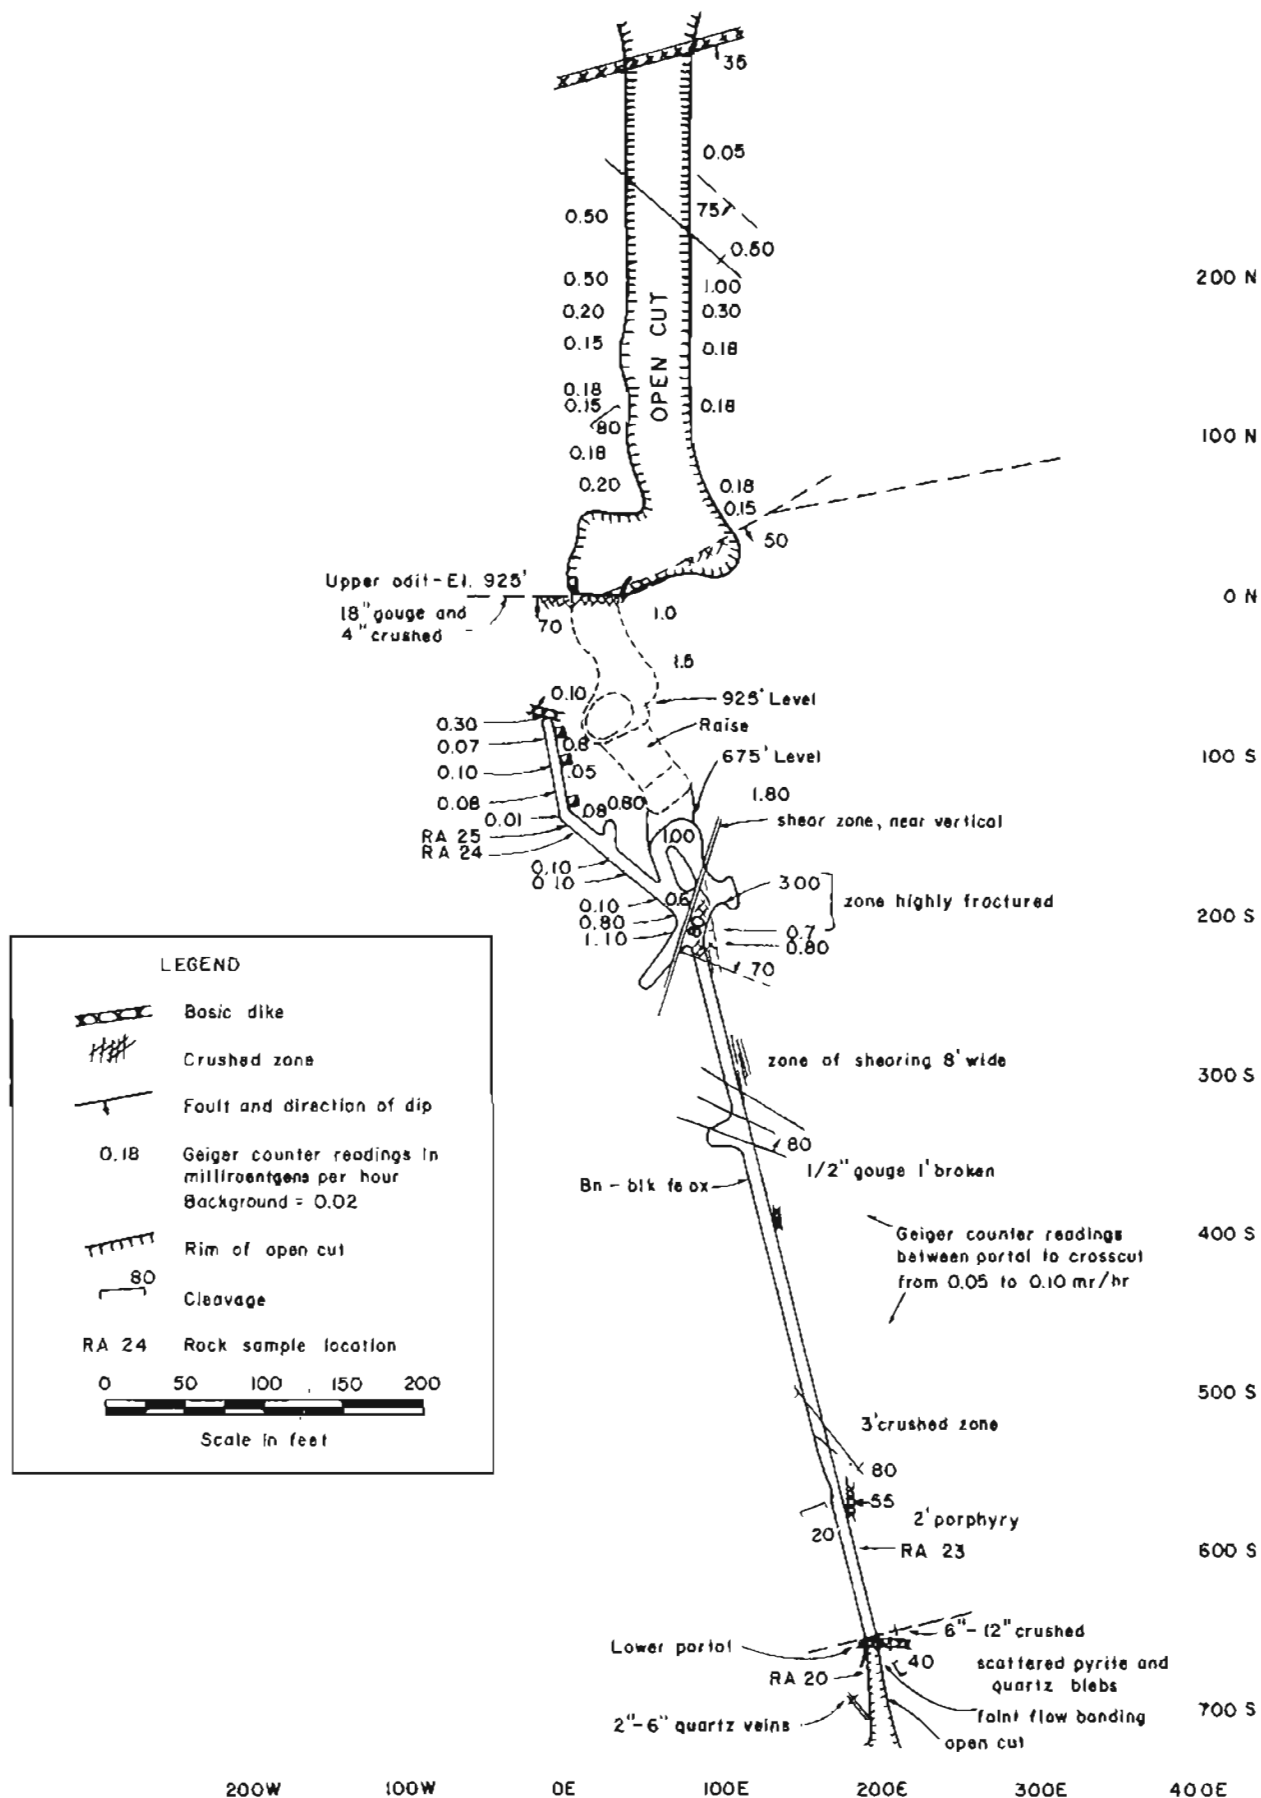 35
0.05
75
0.50
0.50
0.50
1.00
200 N
0.20
0.30
0.15
0.18
OPEN CUT
0.18
0.15
0.18
80
100 N
0.18
0.20
0.18
0.15
50
Upper adit-El. 925'
18" gouge and
4" crushed
70
1.0
0 N
1.5
0.10
925' Level
0.30
Raise
0.07
0.8
675' Level
100 S
0.10
.05
0.08
.08
0.80
1.80
0.01
shear zone, near vertical
RA 25
1.00
RA 24
0.10
0.10
3.00
0.10
0.6
zone highly fractured
0.80
200 S
1.10
0.7
0.80
70
LEGEND
Basic dike
Crushed zone
Fault and direction of dip
0.18 Geiger counter readings in
milliroentgens per hour
Background = 0.02
Rim of open cut
80
Cleavage
RA 24 Rock sample location
0 50 100 150 200
Scale in feet
zone of shearing 8' wide
300 S
80
1/2" gouge 1' broken
Bn - blk fe ox
Geiger counter readings
between portal to crosscut
from 0.05 to 0.10 mr/hr
400 S
500 S
3' crushed zone
80
55
2' porphyry
20
RA 23
600 S
6"-12" crushed
Lower portal
40
scattered pyrite and
quartz blebs
RA 20
faint flow banding
2"-6" quartz veins
open cut
700 S
200W 100W 0E 100E 200E 300E 400E